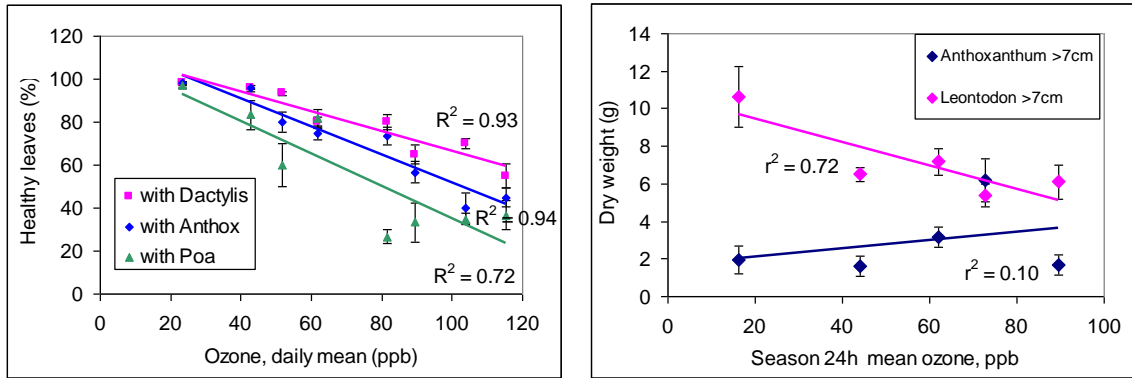 120
100
80
60
40
20
0
Healthy leaves (%)
R² = 0.93
R² = 0.94
R² = 0.72
with Dactylis
with Anthox
with Poa
0 20 40 60 80 100 120
Ozone, daily mean (ppb)
14
12
10
8
6
4
2
0
Dry weight (g)
Anthoxanthum >7cm
Leontodon >7cm
r² = 0.72
r² = 0.10
0 20 40 60 80 100
Season 24h mean ozone, ppb